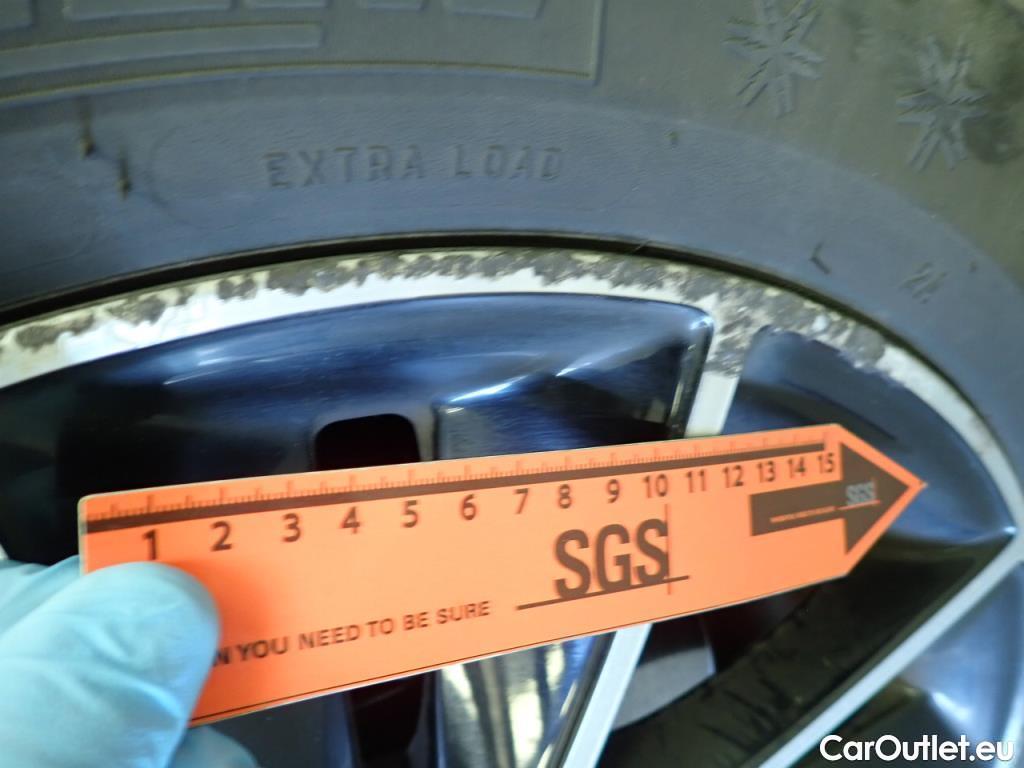 EXTRA LOAD
1 2 3 4 5 6 7 8 9 10 11 12 13 14 15
SGS
SGS
YOU NEED TO BE SURE
CarOutlet.eu